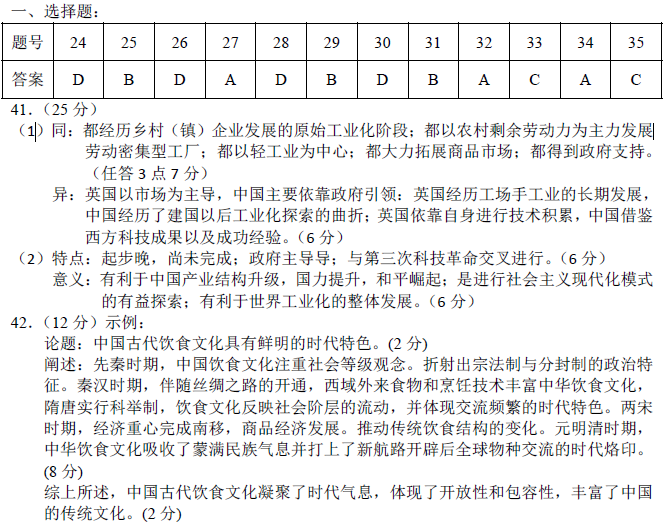 一、选择题：
题号 24 25 26 27 28 29 30 31 32 33 34 35
答案 D B D A D B D B A C A C
41.（25 分）
（1）同：都经历乡村（镇）企业发展的原始工业化阶段；都以农村剩余劳动力为主力发展
劳动密集型工厂；都以轻工业为中心；都大力拓展商品市场；都得到政府支持。
（任答 3 点 7 分）
异：英国以市场为主导，中国主要依靠政府引领：英国经历工场手工业的长期发展，
中国经历了建国以后工业化探索的曲折；英国依靠自身进行技术积累，中国借鉴
西方科技成果以及成功经验。（6 分）
（2）特点：起步晚，尚未完成；政府主导导；与第三次科技革命交叉进行。（6 分）
意义：有利于中国产业结构升级，国力提升，和平崛起；是进行社会主义现代化模式
的有益探索；有利于世界工业化的整体发展。（6 分）
42.（12 分）示例：
论题：中国古代饮食文化具有鲜明的时代特色。(2 分)
阐述：先秦时期，中国饮食文化注重社会等级观念。折射出宗法制与分封制的政治特
征。秦汉时期，伴随丝绸之路的开通，西域外来食物和烹饪技术丰富中华饮食文化，
隋唐实行科举制，饮食文化反映社会阶层的流动，并体现交流频繁的时代特色。两宋
时期，经济重心完成南移，商品经济发展。推动传统饮食结构的变化。元明清时期，
中华饮食文化吸收了蒙满民族气息并打上了新航路开辟后全球物种交流的时代烙印。
(8 分)
综上所述，中国古代饮食文化凝聚了时代气息，体现了开放性和包容性，丰富了中国
的传统文化。(2 分)